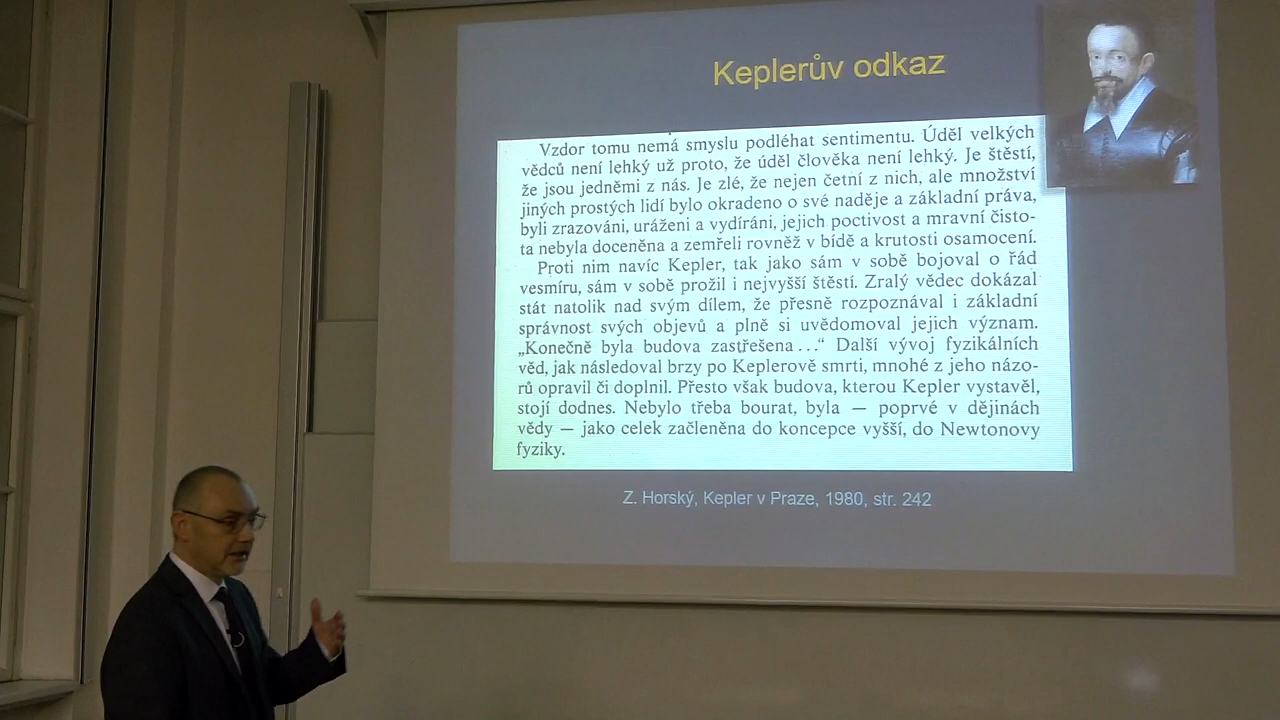 Keplerův odkaz
Vzdor tomu nemá smyslu podléhat sentimentu. Úděl velkých
vědců není lehký už proto, že úděl člověka není lehký. Je štěstí,
že jsou jedněmi z nás. Je zlé, že nejen četní z nich, ale množství
jiných prostých lidí bylo okradeno o své naděje a základní práva,
byli zrazováni, uráženi a vydíráni, jejich poctivost a mravní čisto-
ta nebyla doceněna a zemřeli rovněž v bídě a krutosti osamocení.
Proti nim navíc Kepler, tak jako sám v sobě bojoval o řád
vesmíru, sám v sobě prožil i nejvyšší štěstí. Zralý vědec dokázal
stát natolik nad svým dílem, že přesně rozpoznával i základní
správnost svých objevů a plně si uvědomoval jejich význam.
„Konečně byla budova zastřešena...“ Další vývoj fyzikálních
věd, jak následoval brzy po Keplerově smrti, mnohé z jeho názo-
rů opravil či doplnil. Přesto však budova, kterou Kepler vystavěl,
stojí dodnes. Nebylo třeba bourat, byla — poprvé v dějinách
vědy — jako celek začleněna do koncepce vyšší, do Newtonovy
fyziky.
Z. Horský, Kepler v Praze, 1980, str. 242